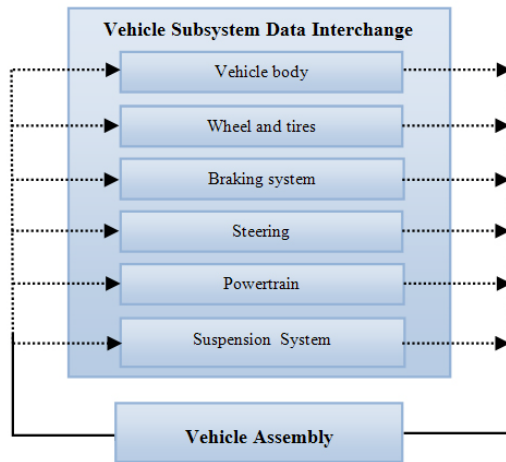 Vehicle Subsystem Data Interchange
Vehicle body
Wheel and tires
Braking system
Steering
Powertrain
Suspension System
Vehicle Assembly